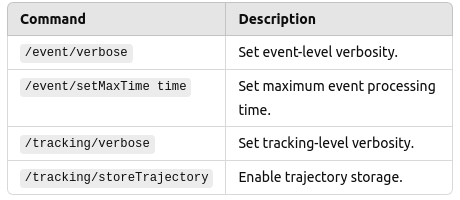 Command Description
/event/verbose Set event-level verbosity.
/event/setMaxTime time Set maximum event processing
time.
/tracking/verbose Set tracking-level verbosity.
/tracking/storeTrajectory Enable trajectory storage.